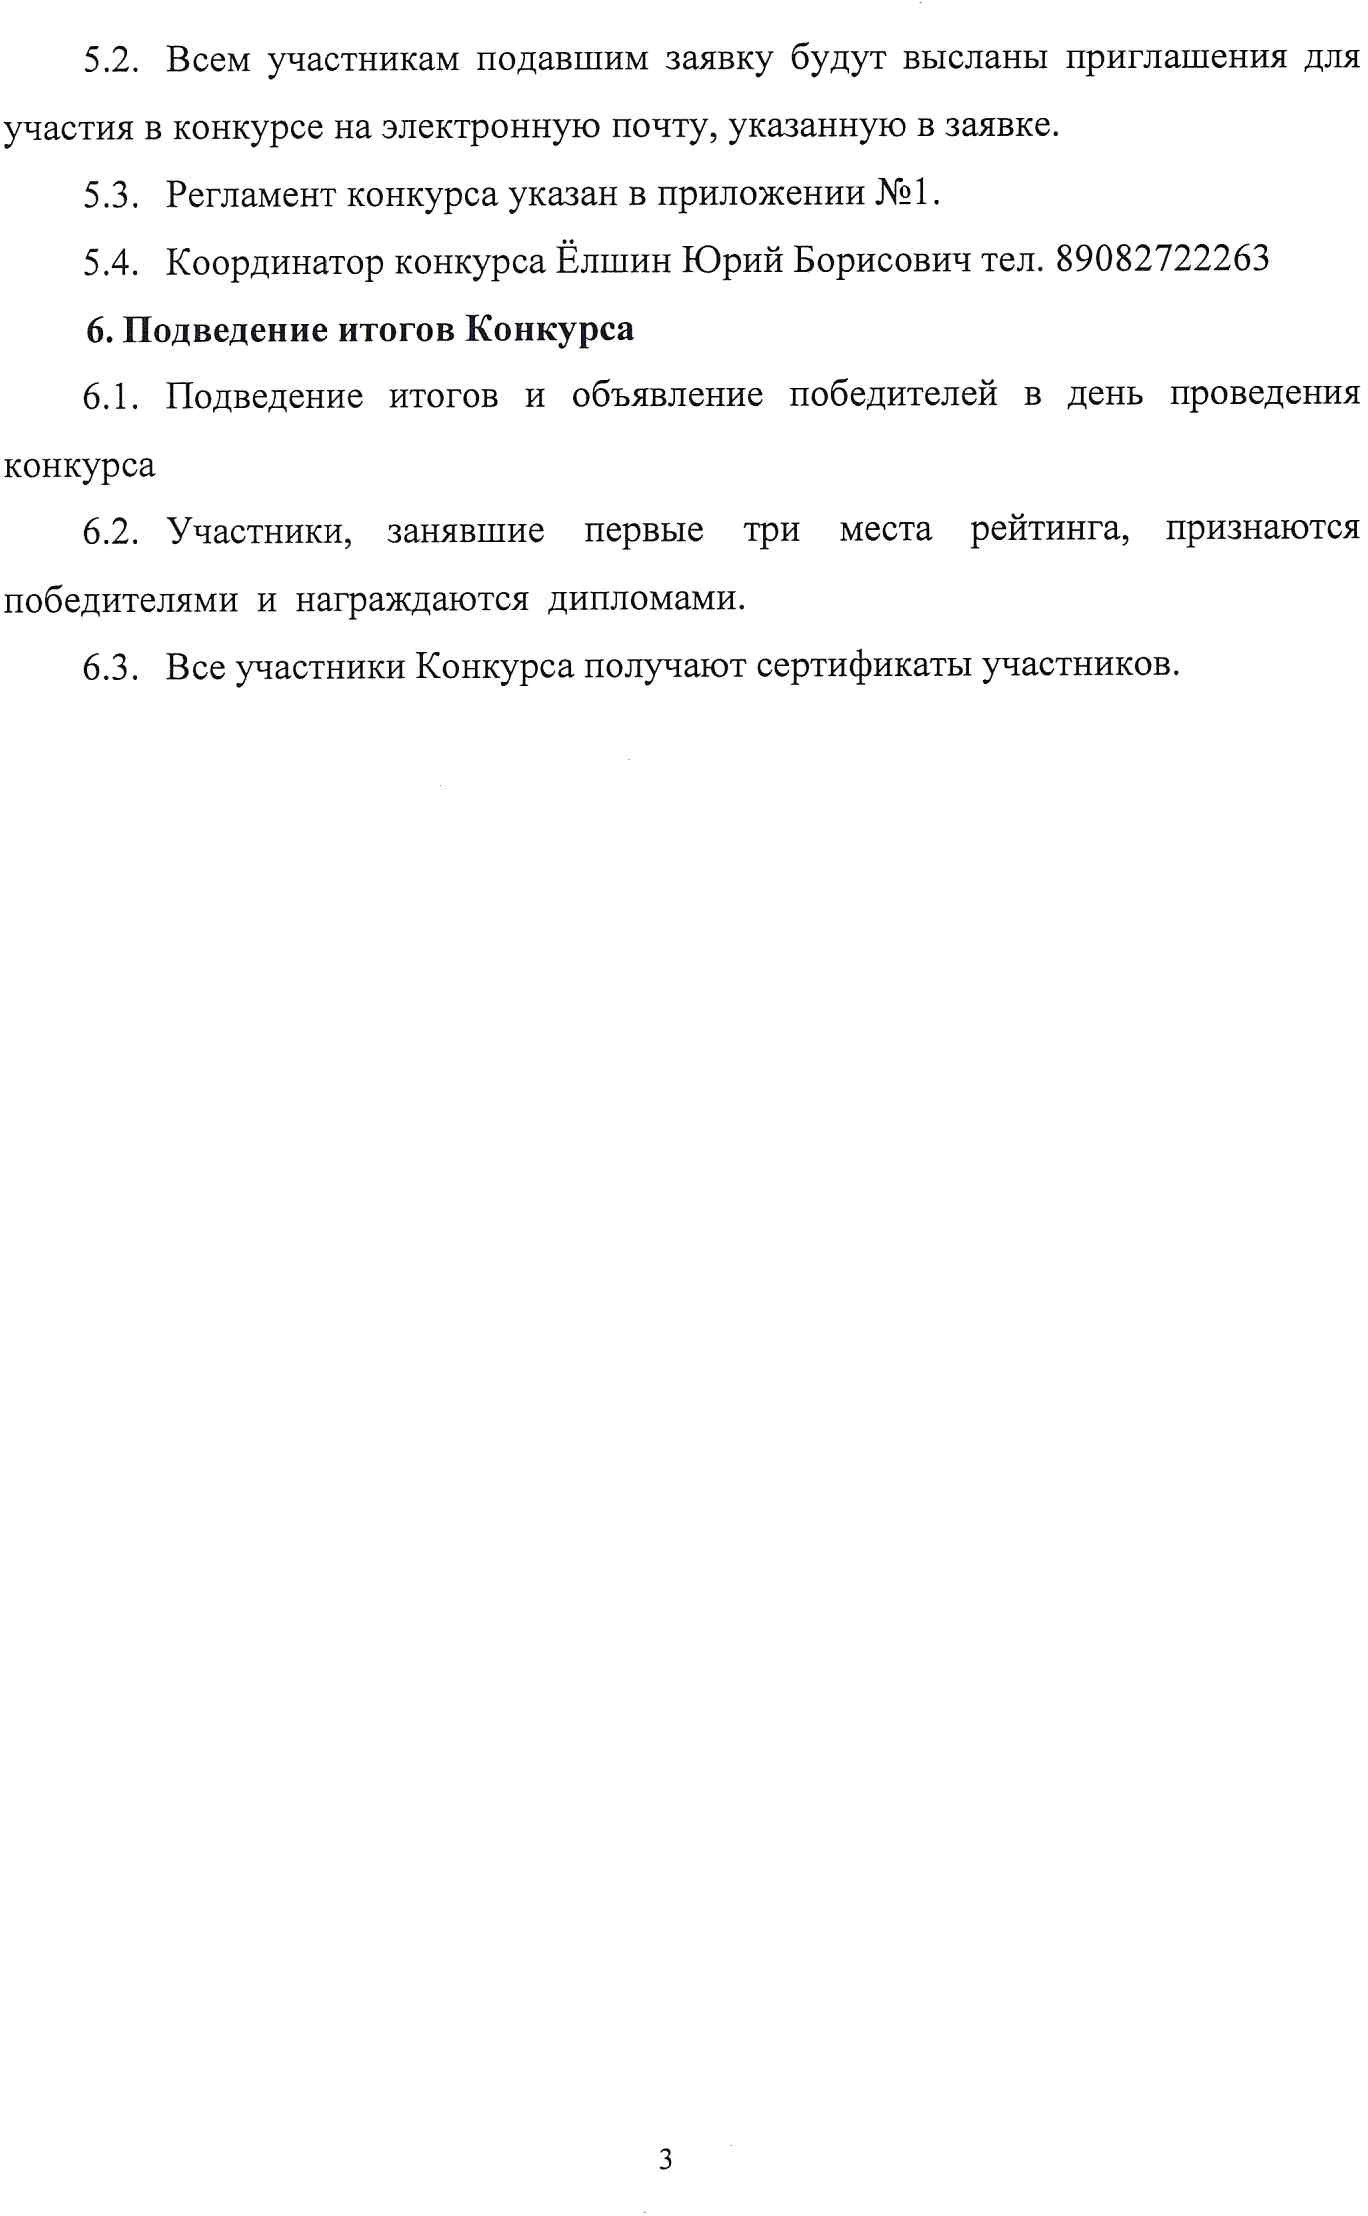 5.2. Всем участникам подавшим заявку будут высланы приглашения для
участия в конкурсе на электронную почту, указанную в заявке.
5.3. Регламент конкурса указан в приложении №1.
5.4. Координатор конкурса Ёлшин Юрий Борисович тел. 89082722263
6. Подведение итогов Конкурса
6.1. Подведение итогов и объявление победителей в день проведения
конкурса
6.2. Участники, занявшие первые три места рейтинга, признаются
победителями и награждаются дипломами.
6.3. Все участники Конкурса получают сертификаты участников.
3